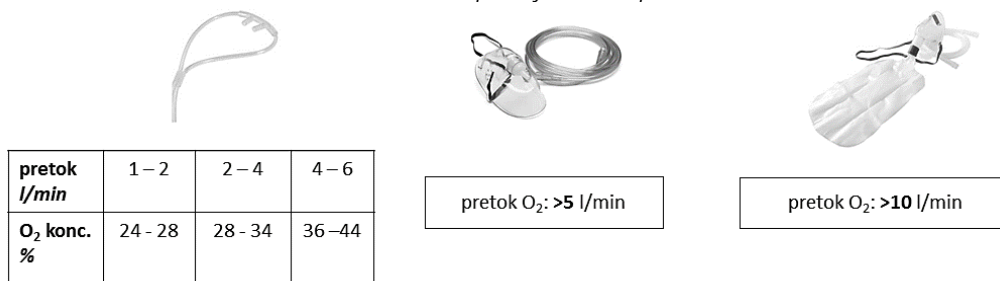 pretok 1 – 2 2 – 4 4 – 6
l/min
O₂ konc. 24 - 28 28 - 34 36 –44
%
pretok O₂: >5 l/min
pretok O₂: >10 l/min